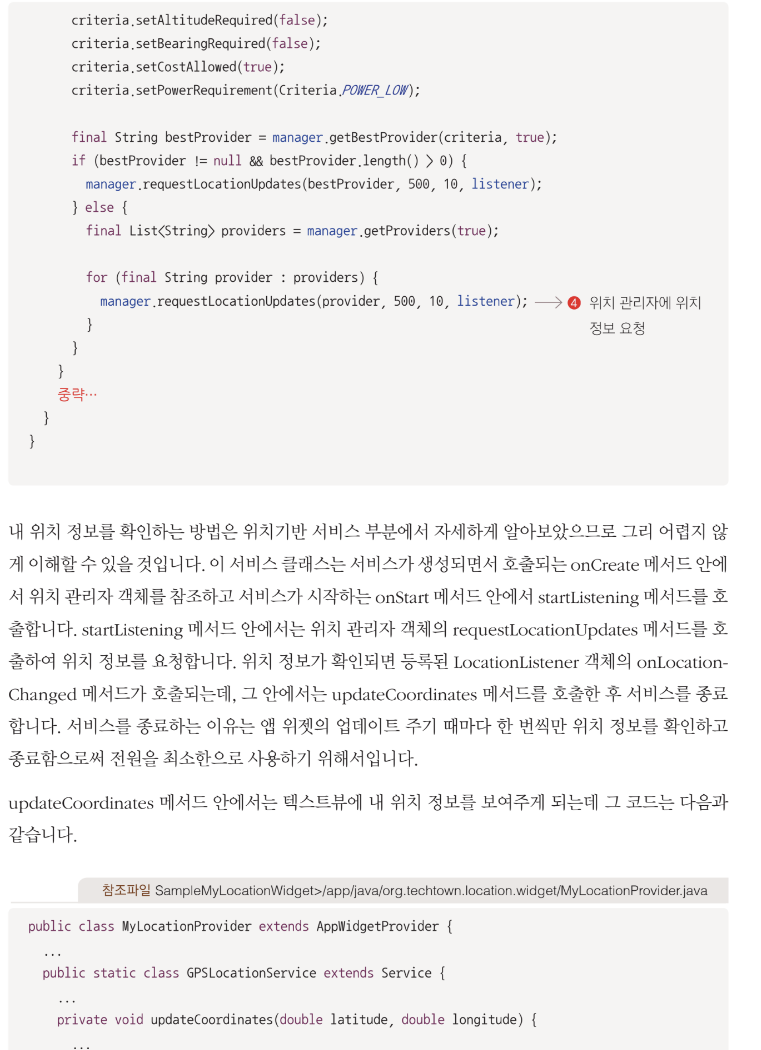 criteria.setAltitudeRequired(false);
criteria.setBearingRequired(false);
criteria.setCostAllowed(true);
criteria.setPowerRequirement(Criteria.POWER_LOW);
final String bestProvider = manager.getBestProvider(criteria, true);
if (bestProvider != null && bestProvider.length() > 0) {
manager.requestLocationUpdates(bestProvider, 500, 10, listener);
} else {
final List<String> providers = manager.getProviders(true);
for (final String provider : providers) {
manager.requestLocationUpdates(provider, 500, 10, listener); → ❹ 위치 관리자에 위치
정보 요청
}
}
}
중략…
}
}
내 위치 정보를 확인하는 방법은 위치기반 서비스 부분에서 자세하게 알아보았으므로 그리 어렵지 않
게 이해할 수 있을 것입니다. 이 서비스 클래스는 서비스가 생성되면서 호출되는 onCreate 메서드 안에
서 위치 관리자 객체를 참조하고 서비스가 시작하는 onStart 메서드 안에서 startListening 메서드를 호
출합니다. startListening 메서드 안에서는 위치 관리자 객체의 requestLocationUpdates 메서드를 호
출하여 위치 정보를 요청합니다. 위치 정보가 확인되면 등록된 LocationListener 객체의 onLocation-
Changed 메서드가 호출되는데, 그 안에서는 updateCoordinates 메서드를 호출한 후 서비스를 종료
합니다. 서비스를 종료하는 이유는 앱 위젯의 업데이트 주기 때마다 한 번씩만 위치 정보를 확인하고
종료함으로써 전원을 최소한으로 사용하기 위해서입니다.
updateCoordinates 메서드 안에서는 텍스트뷰에 내 위치 정보를 보여주게 되는데 그 코드는 다음과
같습니다.
참조파일 SampleMyLocationWidget>/app/java/org.techtown.location.widget/MyLocationProvider.java
public class MyLocationProvider extends AppWidgetProvider {
...
public static class GPSLocationService extends Service {
...
private void updateCoordinates(double latitude, double longitude) {
...